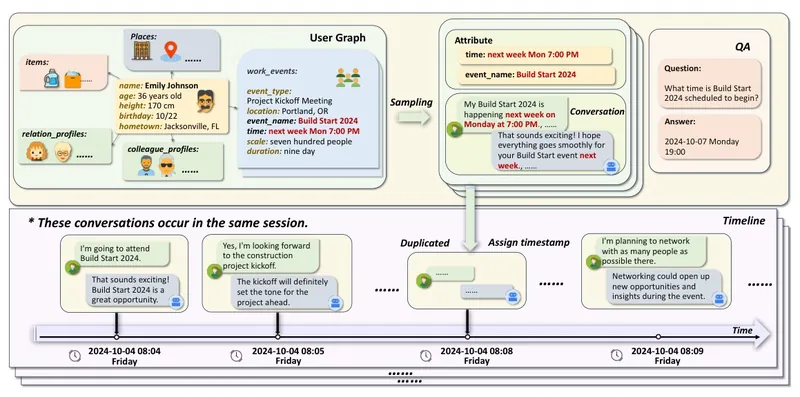 User Graph
Places:
......
items:
......
name: Emily Johnson
age: 36 years old
height: 170 cm
birthday: 10/22
hometown: Jacksonville, FL
relation_profiles:
......
colleague_profiles:
......
work_events:
event_type:
Project Kickoff Meeting
location: Portland, OR
event_name: Build Start 2024
time: next week Mon 7:00 PM
scale: seven hundred people
duration: nine day
Sampling
Attribute
time: next week Mon 7:00 PM
event_name: Build Start 2024
Conversation
My Build Start 2024 is
happening next week on
Monday at 7:00 P.M., ......
That sounds exciting! I hope
everything goes smoothly for
your Build Start event next
week., ......
QA
Question:
What time is Build Start
2024 scheduled to begin?
Answer:
2024-10-07 Monday
19:00
* These conversations occur in the same session.
Timeline
Duplicated
Assign timestamp
I'm going to attend
Build Start 2024.
That sounds exciting!
Build Start 2024 is a
great opportunity.
Yes, I'm looking forward
to the construction
project kickoff.
The kickoff will definitely
set the tone for the
project ahead.
......
......
......
......
I'm planning to network
with as many people as
possible there.
Networking could open up
new opportunities and
insights during the event.
......
Time
2024-10-04 08:04
Friday
2024-10-04 08:05
Friday
2024-10-04 08:08
Friday
2024-10-04 08:09
Friday
......
......